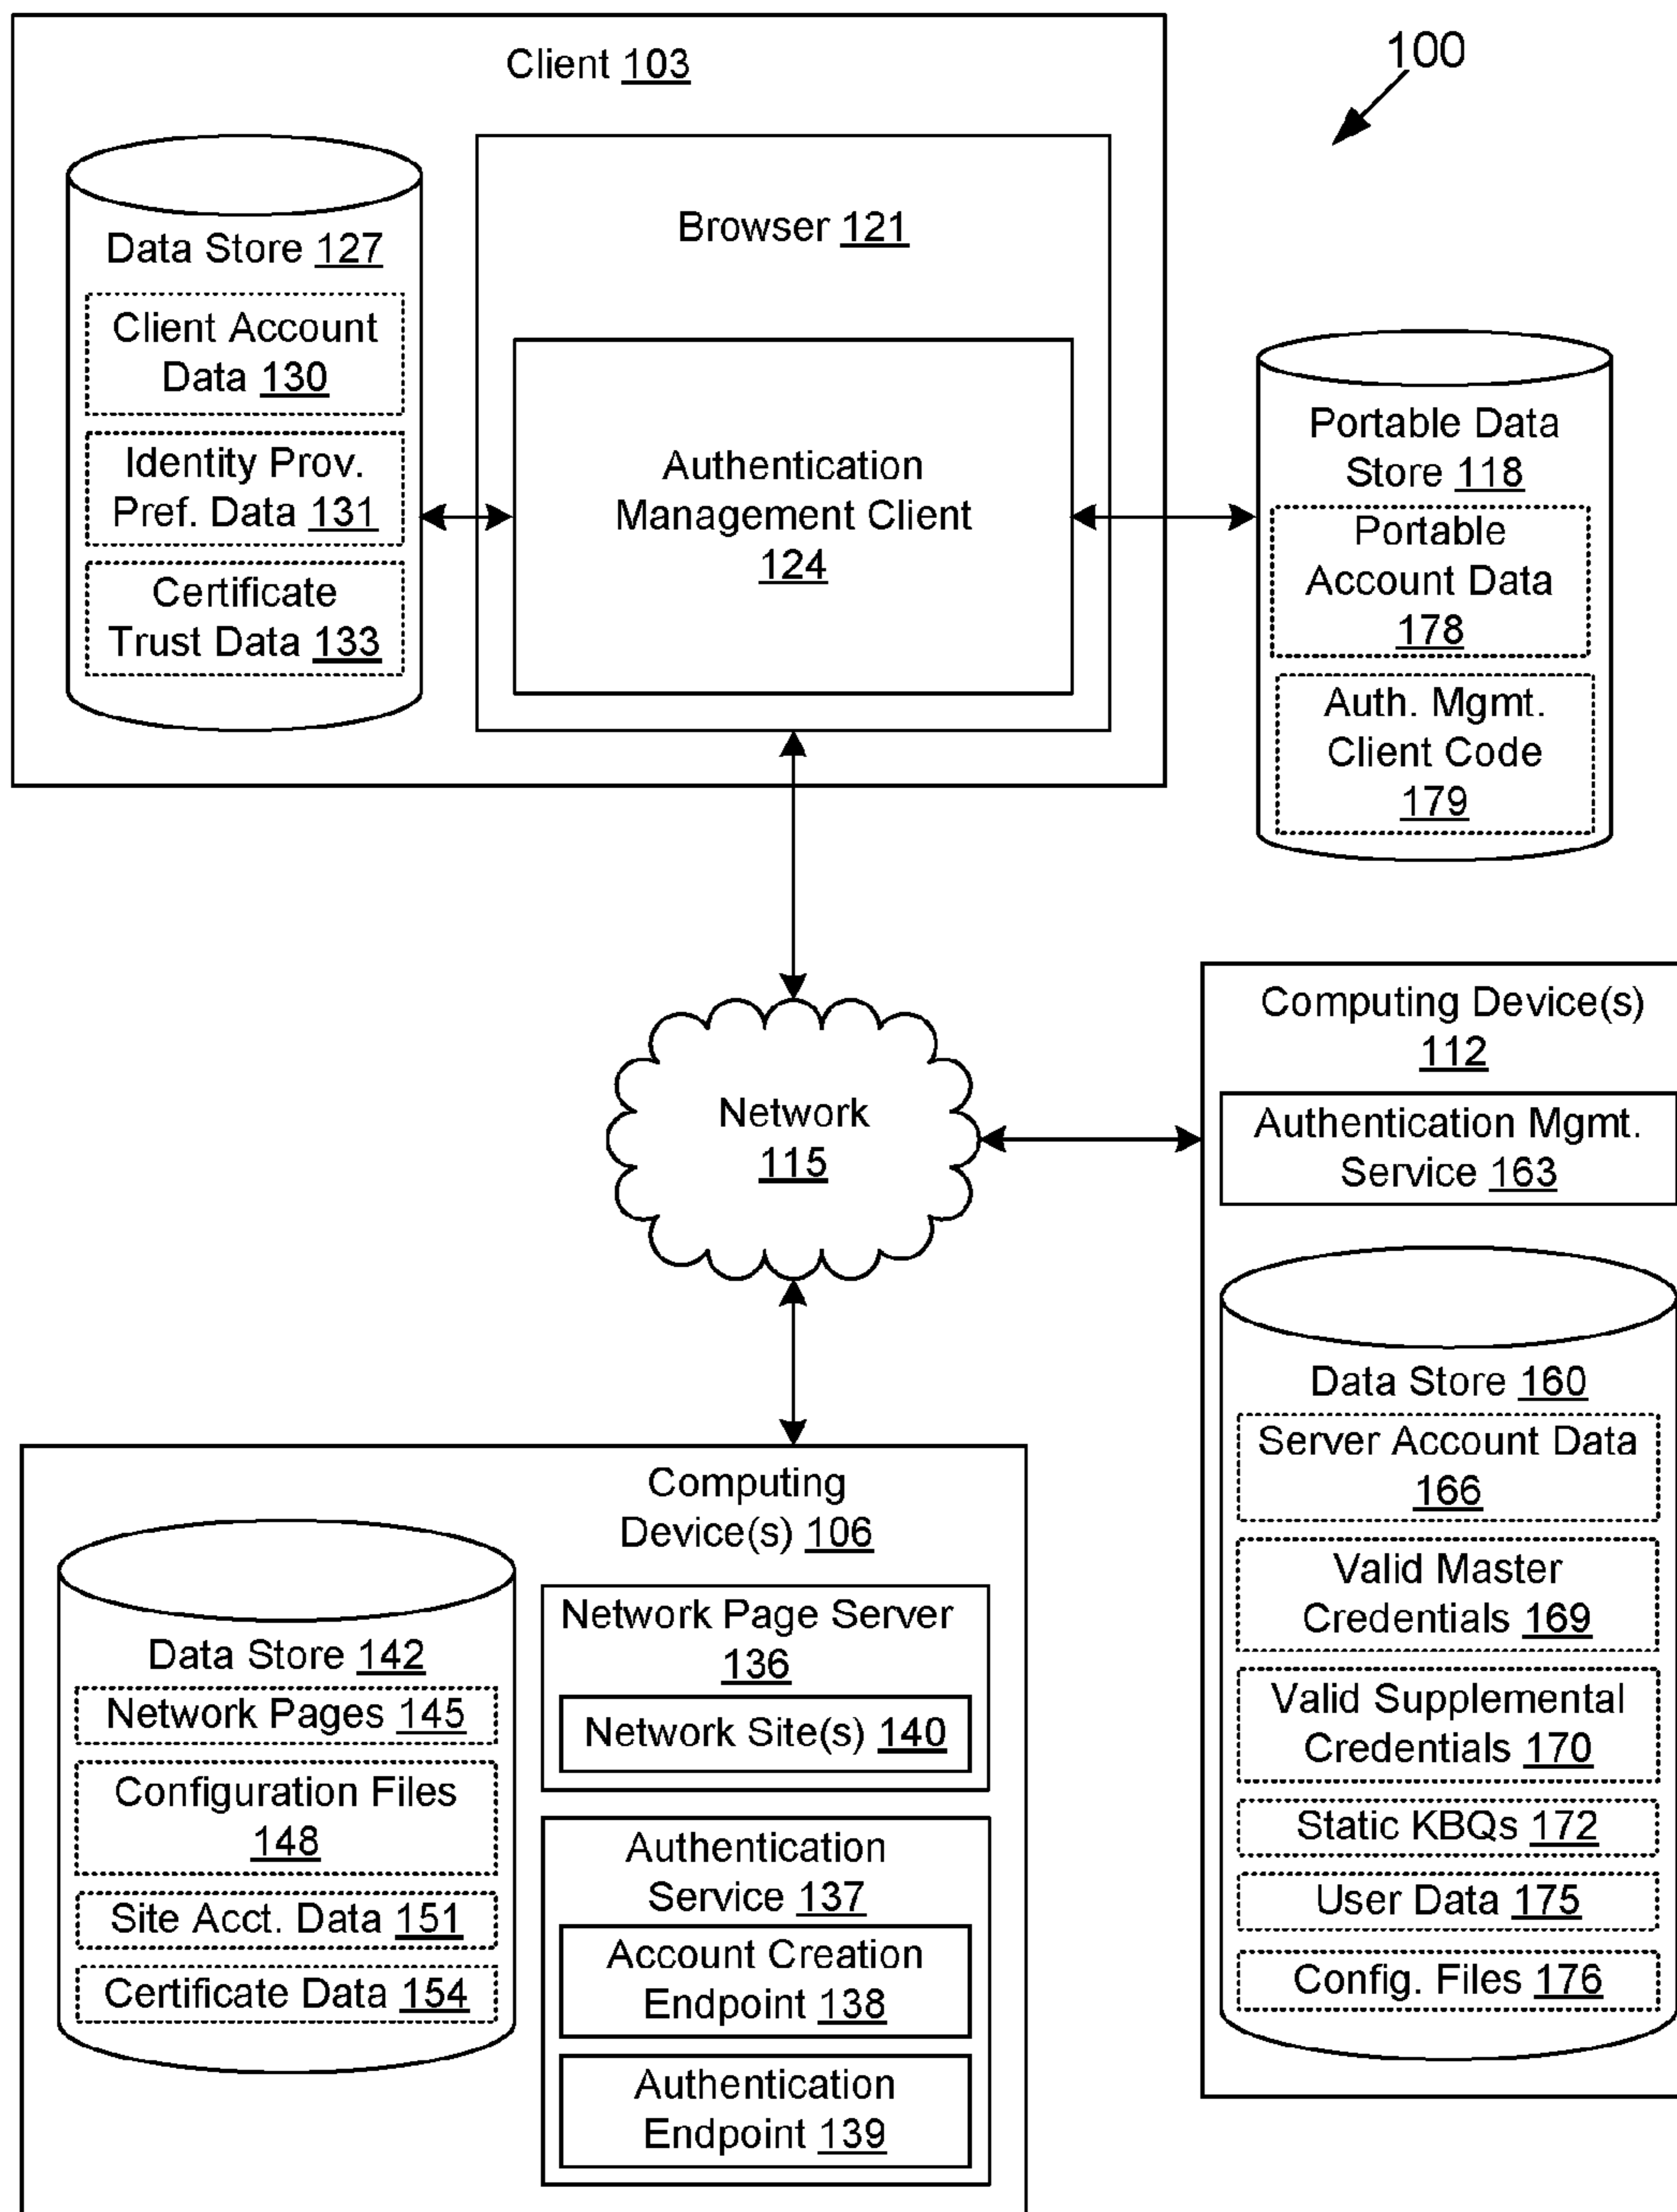 100
Client 103
Data Store 127
Client Account
Data 130
Identity Prov.
Pref. Data 131
Certificate
Trust Data 133
Browser 121
Authentication
Management Client
124
Portable Data
Store 118
Portable
Account Data
178
Auth. Mgmt.
Client Code
179
Network
115
Computing Device(s)
112
Authentication Mgmt.
Service 163
Data Store 160
Server Account Data
166
Valid Master
Credentials 169
Valid Supplemental
Credentials 170
Static KBQs 172
User Data 175
Config. Files 176
Computing
Device(s) 106
Data Store 142
Network Pages 145
Configuration Files
148
Site Acct. Data 151
Certificate Data 154
Network Page Server
136
Network Site(s) 140
Authentication
Service 137
Account Creation
Endpoint 138
Authentication
Endpoint 139